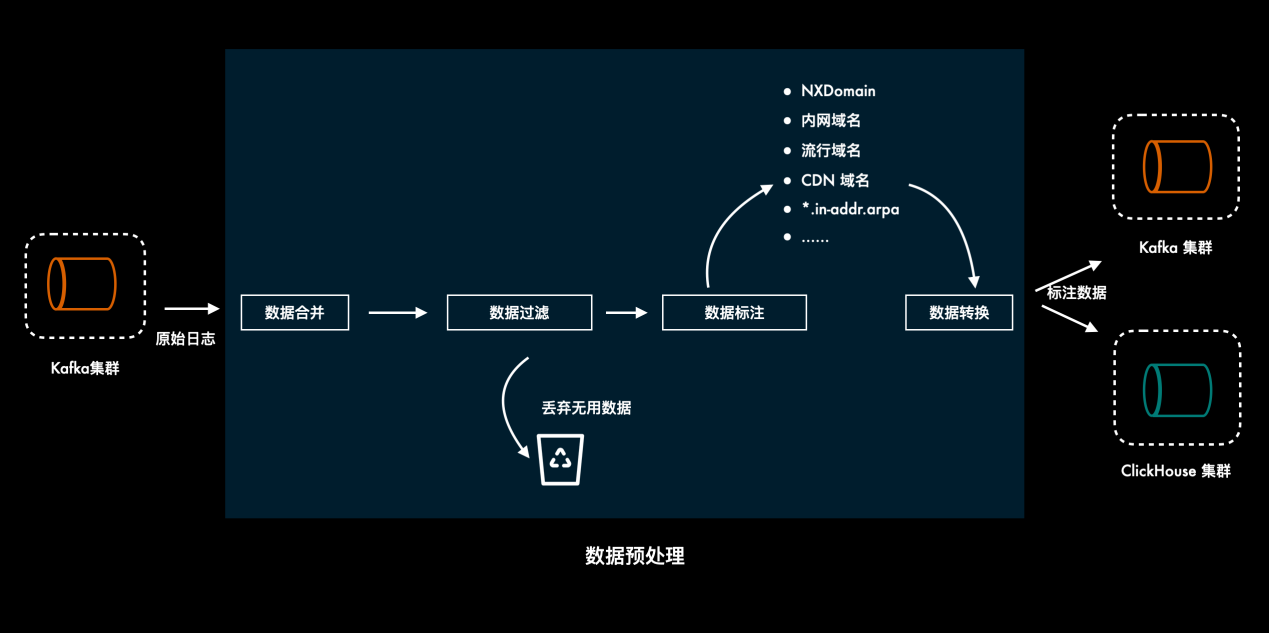 Kafka集群
原始日志
数据合并
数据过滤
丢弃无用数据
数据标注
NXDomain
内网域名
流行域名
CDN 域名
*.in-addr.arpa
......
数据转换
标注数据
Kafka 集群
ClickHouse 集群
数据预处理